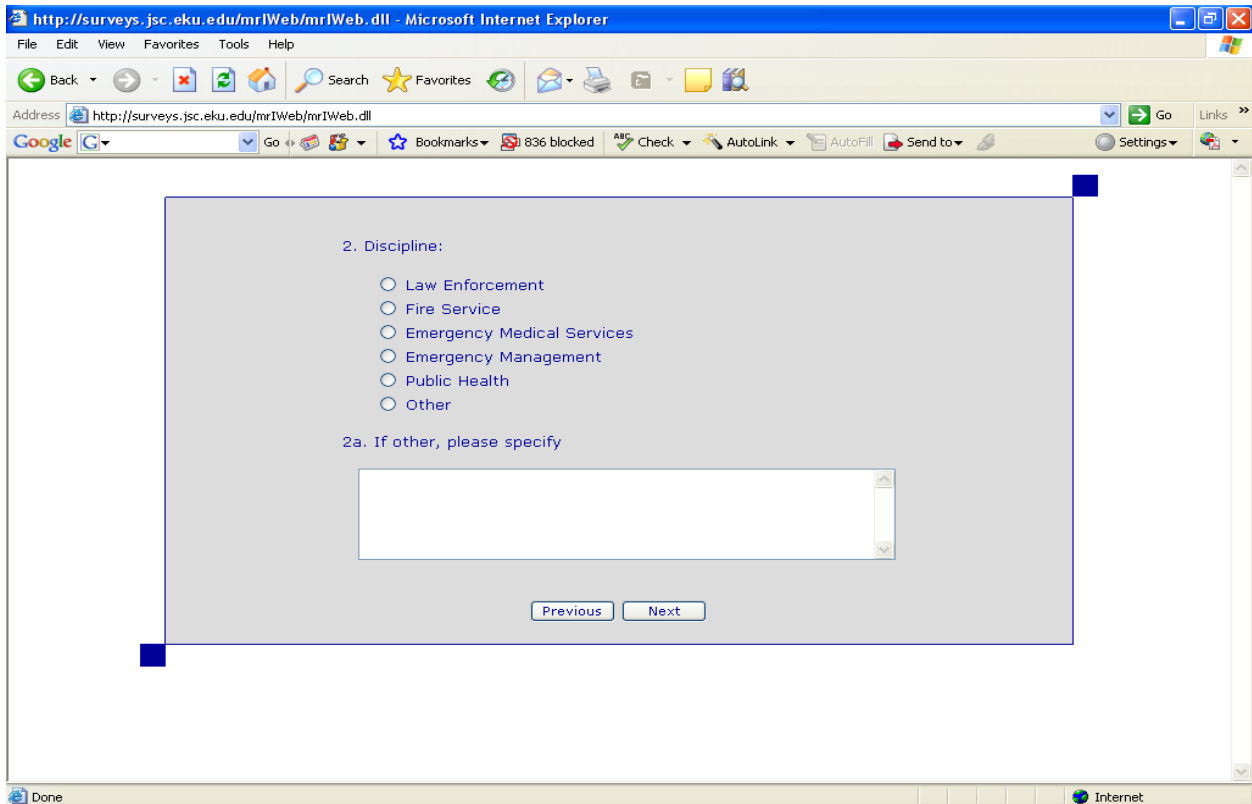 http://surveys.jsc.eku.edu/mrIWeb/mrIWeb.dll - Microsoft Internet Explorer
File Edit View Favorites Tools Help
Back Search Favorites
Address http://surveys.jsc.eku.edu/mrIWeb/mrIWeb.dll Go Links »
Google G Go Bookmarks 836 blocked ABC Check AutoLink AutoFill Send to Settings
2. Discipline:
Law Enforcement
Fire Service
Emergency Medical Services
Emergency Management
Public Health
Other
2a. If other, please specify
Previous Next
Done Internet